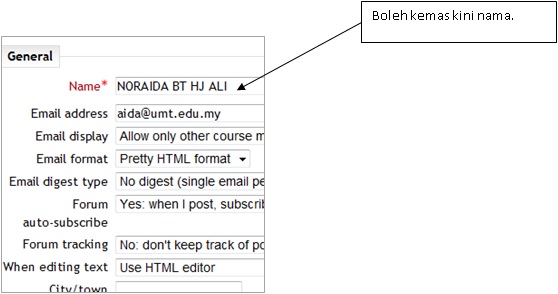 Boleh kemaskini nama.
General
Name* NORAIDA BT HJ ALI
Email address aida@umt.edu.my
Email display Allow only other course m
Email format Pretty HTML format
Email digest type No digest (single email pe
Forum Yes: when I post, subscrib
auto-subscribe
Forum tracking No: don't keep track of po
When editing text Use HTML editor
City/town